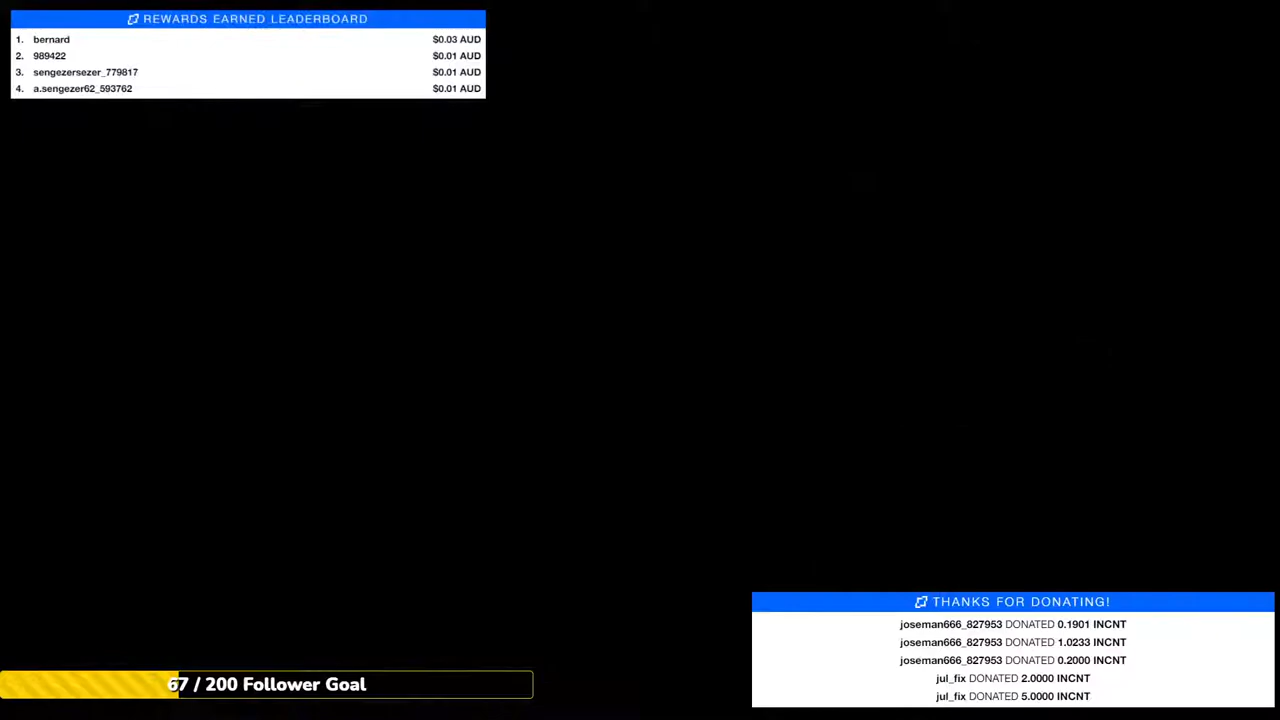 REWARDS EARNED LEADERBOARD
1. bernard $0.03 AUD
2. 989422 $0.01 AUD
3. sengezersezer_779817 $0.01 AUD
4. a.sengezer62_593762 $0.01 AUD
THANKS FOR DONATING!
joseman666_827953 DONATED 0.1901 INCNT
joseman666_827953 DONATED 1.0233 INCNT
joseman666_827953 DONATED 0.2000 INCNT
jul_fix DONATED 2.0000 INCNT
jul_fix DONATED 5.0000 INCNT
67 / 200 Follower Goal